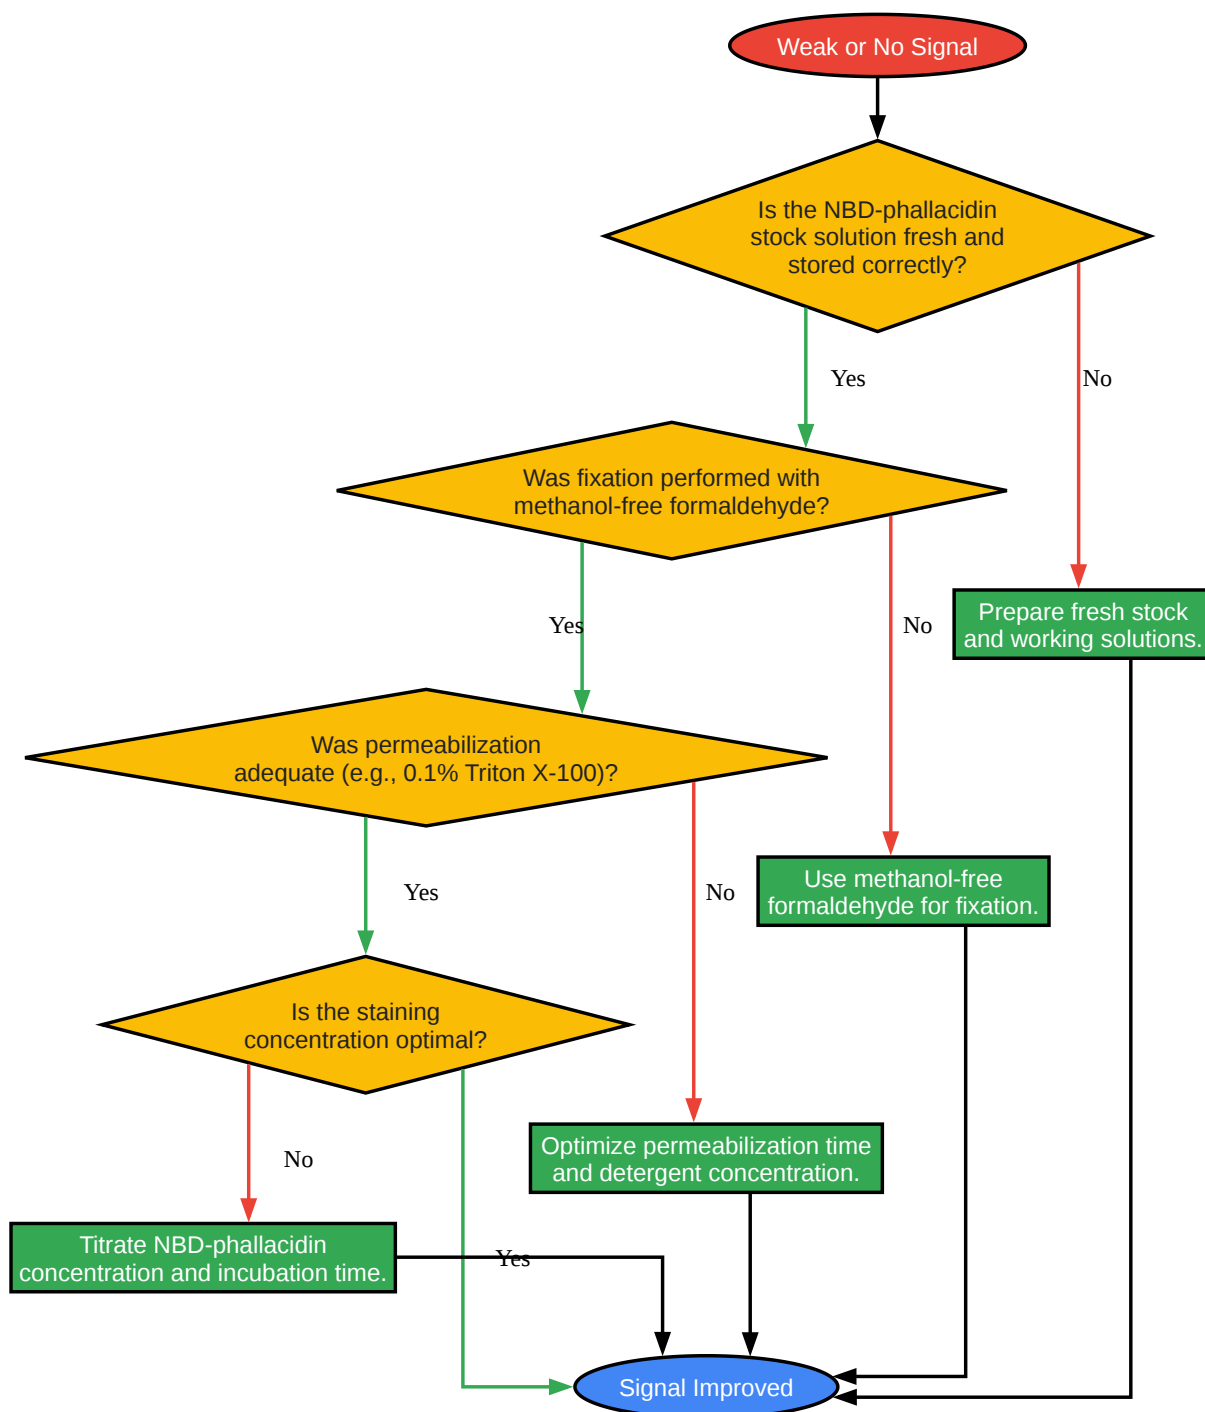 Weak or No Signal
Is the NBD-phallacidin
stock solution fresh and
stored correctly?
Yes
No
Was fixation performed with
methanol-free formaldehyde?
Yes
No
Prepare fresh stock
and working solutions.
Was permeabilization
adequate (e.g., 0.1% Triton X-100)?
Yes
No
Use methanol-free
formaldehyde for fixation.
Is the staining
concentration optimal?
No
Yes
Optimize permeabilization time
and detergent concentration.
Titrate NBD-phallacidin
concentration and incubation time.
Signal Improved